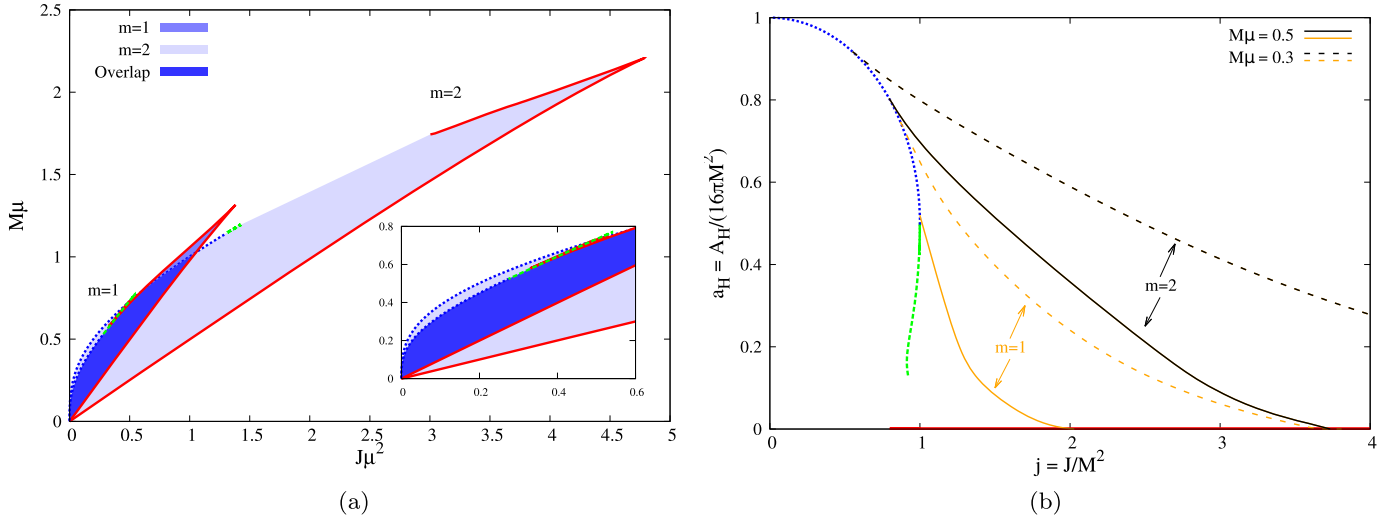 2.5
2
1.5
1
0.5
0
Mμ
m=1
m=2
Overlap
m=2
m=1
0.8
0.6
0.4
0.2
0
0 0.2 0.4 0.6
0 0.5 1 1.5 2 2.5 3 3.5 4 4.5 5
Jμ²
(a)
1
0.8
0.6
0.4
0.2
0
a_H = A_H/(16πM²)
Mμ = 0.5
Mμ = 0.3
m=2
m=1
0 1 2 3 4
j = J/M²
(b)